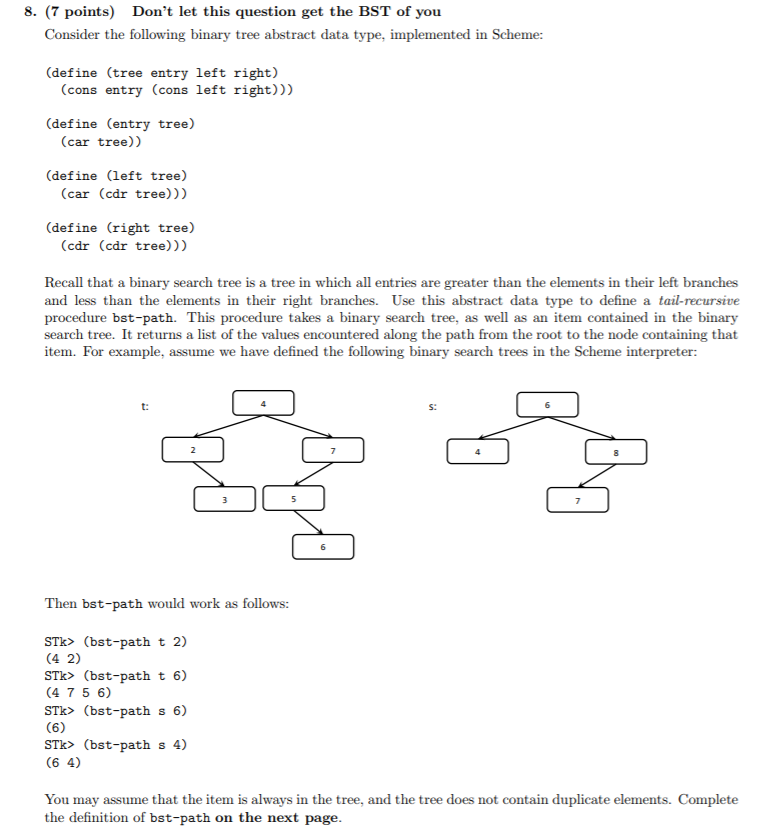 8. (7 points) Don't let this question get the BST of you
Consider the following binary tree abstract data type, implemented in Scheme:
(define (tree entry left right)
  (cons entry (cons left right)))
(define (entry tree)
  (car tree))
(define (left tree)
  (car (cdr tree)))
(define (right tree)
  (cdr (cdr tree)))
Recall that a binary search tree is a tree in which all entries are greater than the elements in their left branches
and less than the elements in their right branches. Use this abstract data type to define a tail-recursive
procedure bst-path. This procedure takes a binary search tree, as well as an item contained in the binary
search tree. It returns a list of the values encountered along the path from the root to the node containing that
item. For example, assume we have defined the following binary search trees in the Scheme interpreter:
t: 4 s: 6
2 7 4 8
3 5 7
6
Then bst-path would work as follows:
STk> (bst-path t 2)
(4 2)
STk> (bst-path t 6)
(4 7 5 6)
STk> (bst-path s 6)
(6)
STk> (bst-path s 4)
(6 4)
You may assume that the item is always in the tree, and the tree does not contain duplicate elements. Complete
the definition of bst-path on the next page.